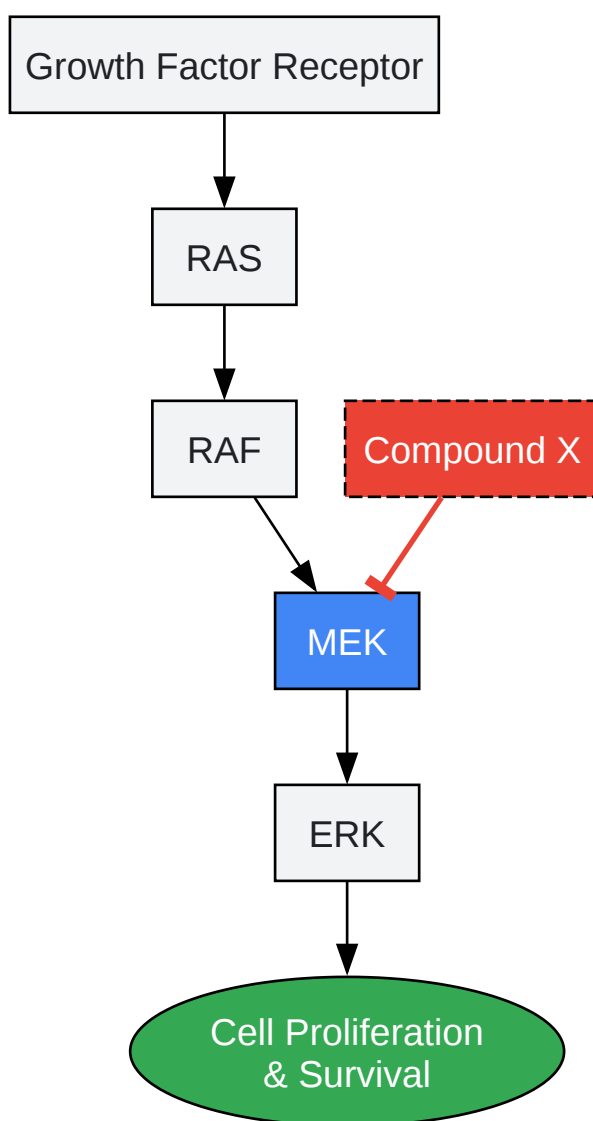 Growth Factor Receptor
RAS
RAF
Compound X
MEK
ERK
Cell Proliferation
& Survival